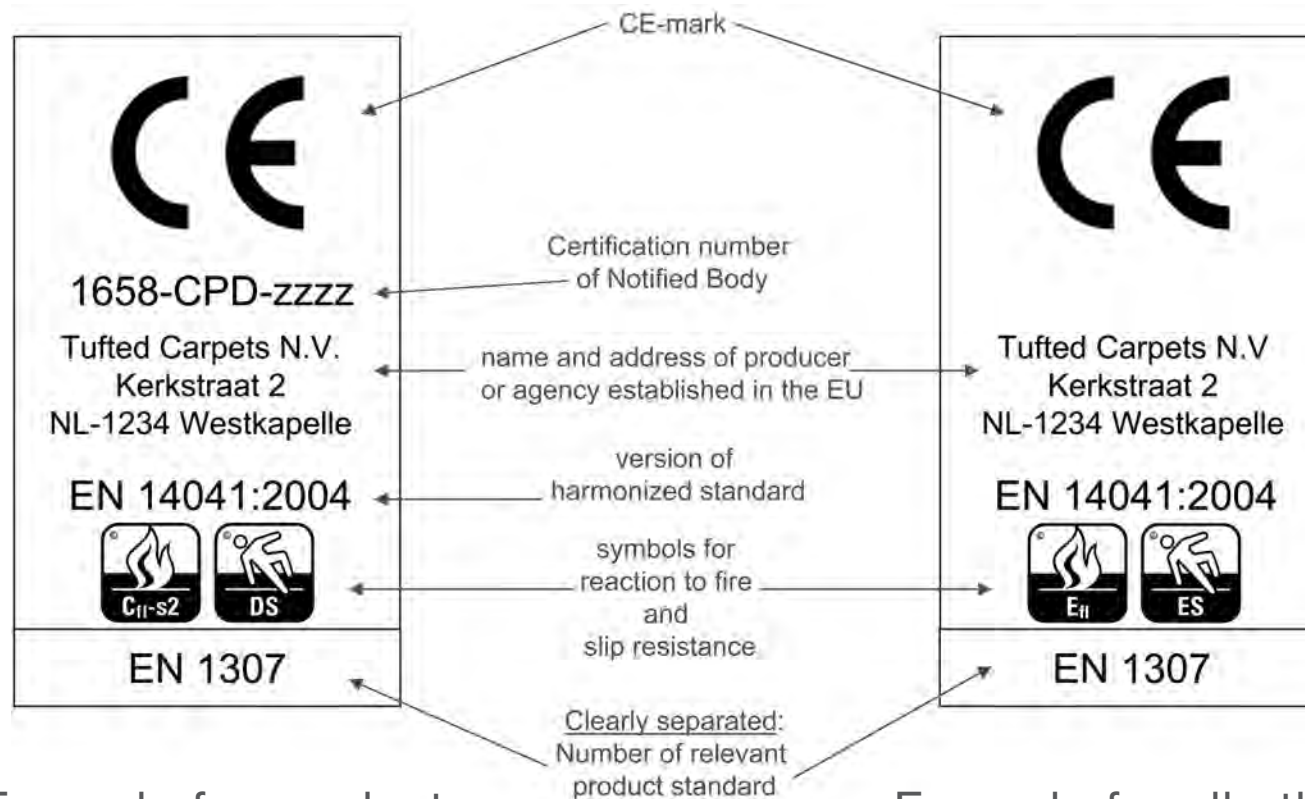 CE-mark
CE
1658-CPD-zzzz
Tufted Carpets N.V.
Kerkstraat 2
NL-1234 Westkapelle
EN 14041:2004
Cfl-s2
DS
EN 1307
Certification number
of Notified Body
name and address of producer
or agency established in the EU
version of
harmonized standard
symbols for
reaction to fire
and
slip resistance
Clearly separated:
Number of relevant
product standard
CE
Tufted Carpets N.V
Kerkstraat 2
NL-1234 Westkapelle
EN 14041:2004
Efl
ES
EN 1307